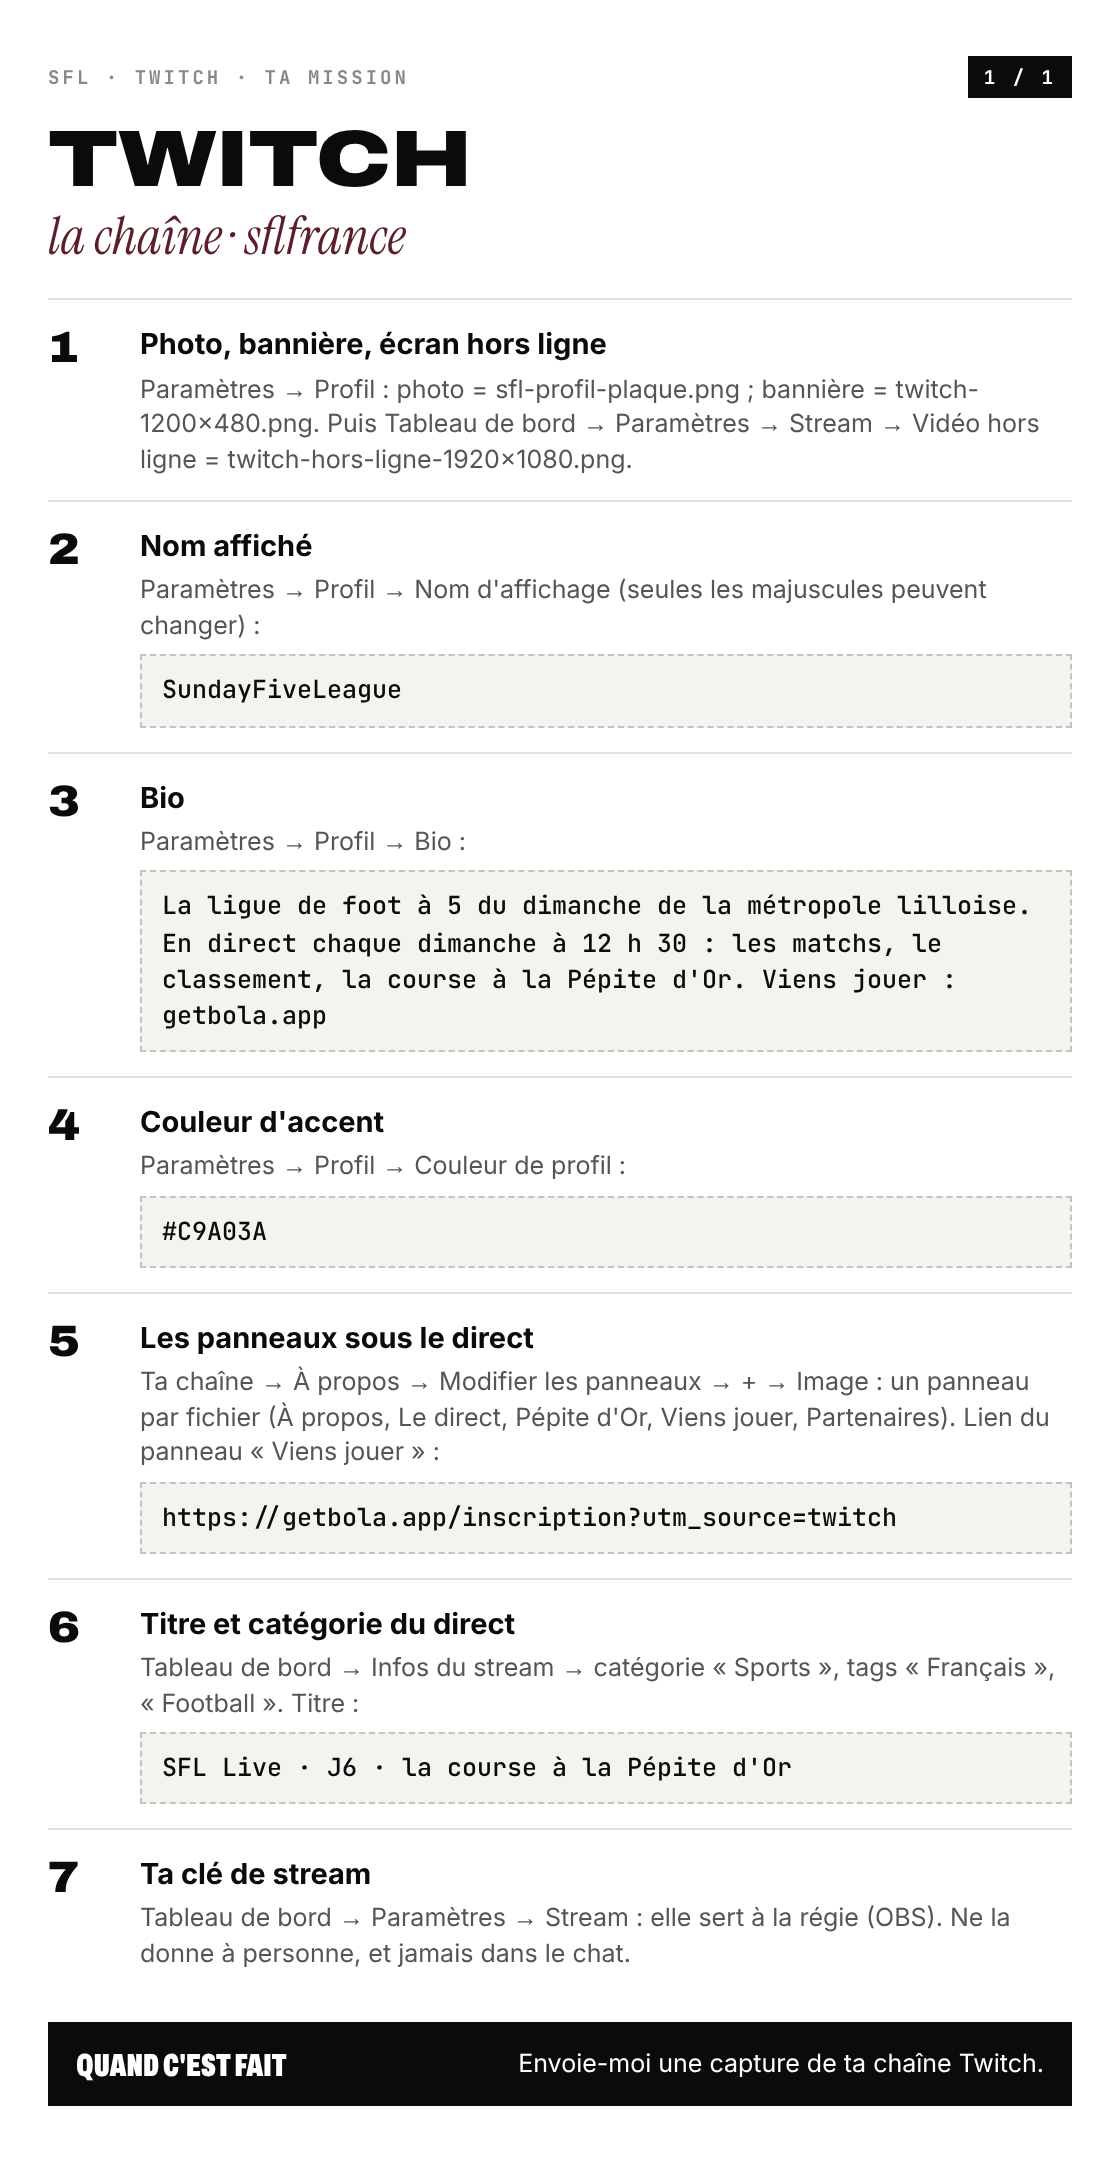 SFL · TWITCH · TA MISSION
1 / 1
TWITCH
la chaîne · sflfrance
1
Photo, bannière, écran hors ligne
Paramètres → Profil : photo = sfl-profil-plaque.png ; bannière = twitch-
1200×480.png. Puis Tableau de bord → Paramètres → Stream → Vidéo hors
ligne = twitch-hors-ligne-1920×1080.png.
2
Nom affiché
Paramètres → Profil → Nom d'affichage (seules les majuscules peuvent
changer) :
SundayFiveLeague
3
Bio
Paramètres → Profil → Bio :
La ligue de foot à 5 du dimanche de la métropole lilloise.
En direct chaque dimanche à 12 h 30 : les matchs, le
classement, la course à la Pépite d'Or. Viens jouer :
getbola.app
4
Couleur d'accent
Paramètres → Profil → Couleur de profil :
#C9A03A
5
Les panneaux sous le direct
Ta chaîne → À propos → Modifier les panneaux → + → Image : un panneau
par fichier (À propos, Le direct, Pépite d'Or, Viens jouer, Partenaires). Lien du
panneau « Viens jouer » :
https://getbola.app/inscription?utm_source=twitch
6
Titre et catégorie du direct
Tableau de bord → Infos du stream → catégorie « Sports », tags « Français »,
« Football ». Titre :
SFL Live · J6 · la course à la Pépite d'Or
7
Ta clé de stream
Tableau de bord → Paramètres → Stream : elle sert à la régie (OBS). Ne la
donne à personne, et jamais dans le chat.
QUAND C'EST FAIT
Envoie-moi une capture de ta chaîne Twitch.